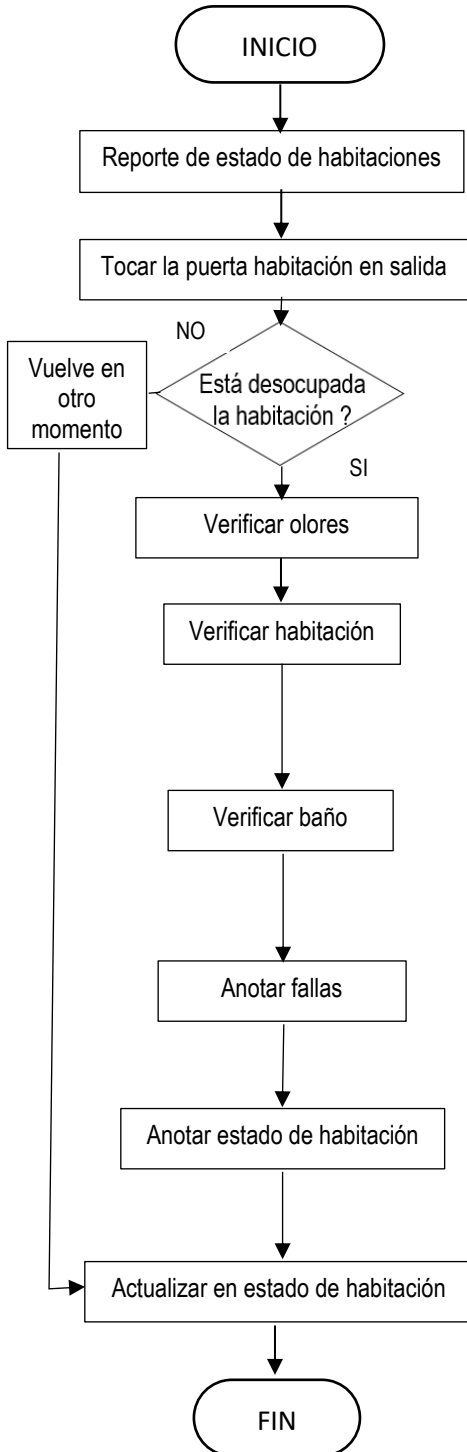 INICIO
Reporte de estado de habitaciones
Tocar la puerta habitación en salida
NO
Vuelve en
otro
momento
Está desocupada
la habitación ?
SI
Verificar olores
Verificar habitación
Verificar baño
Anotar fallas
Anotar estado de habitación
Actualizar en estado de habitación
FIN